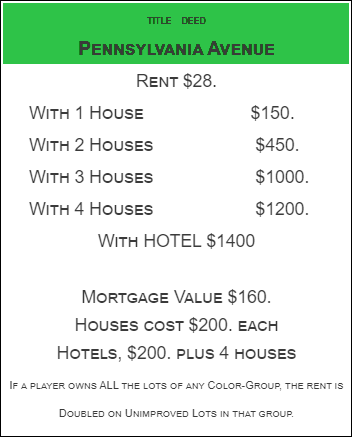 TITLE DEED
PENNSYLVANIA AVENUE
RENT $28.
WITH 1 HOUSE $150.
WITH 2 HOUSES $450.
WITH 3 HOUSES $1000.
WITH 4 HOUSES $1200.
WITH HOTEL $1400
MORTGAGE VALUE $160.
HOUSES COST $200. EACH
HOTELS, $200. PLUS 4 HOUSES
IF A PLAYER OWNS ALL THE LOTS OF ANY COLOR-GROUP, THE RENT IS
DOUBLED ON UNIMPROVED LOTS IN THAT GROUP.